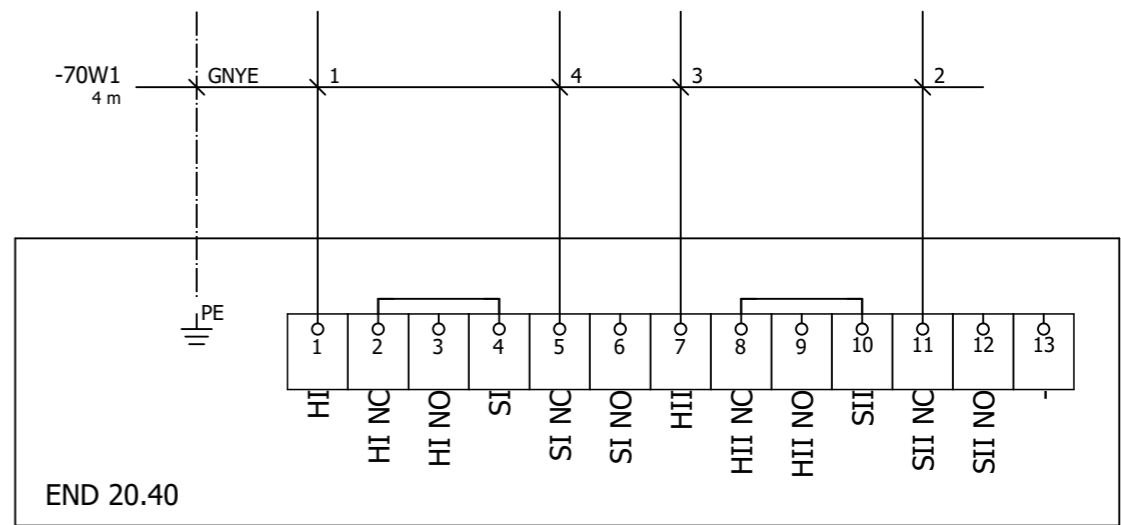 -70W1 GNYE 1 4 3 2
4 m
PE
1 2 3 4 5 6 7 8 9 10 11 12 13
HI
HI NC
HI NO
SI
SI NC
SI NO
HII
HII NC
HII NO
SII
SII NC
SII NO
-
END 20.40